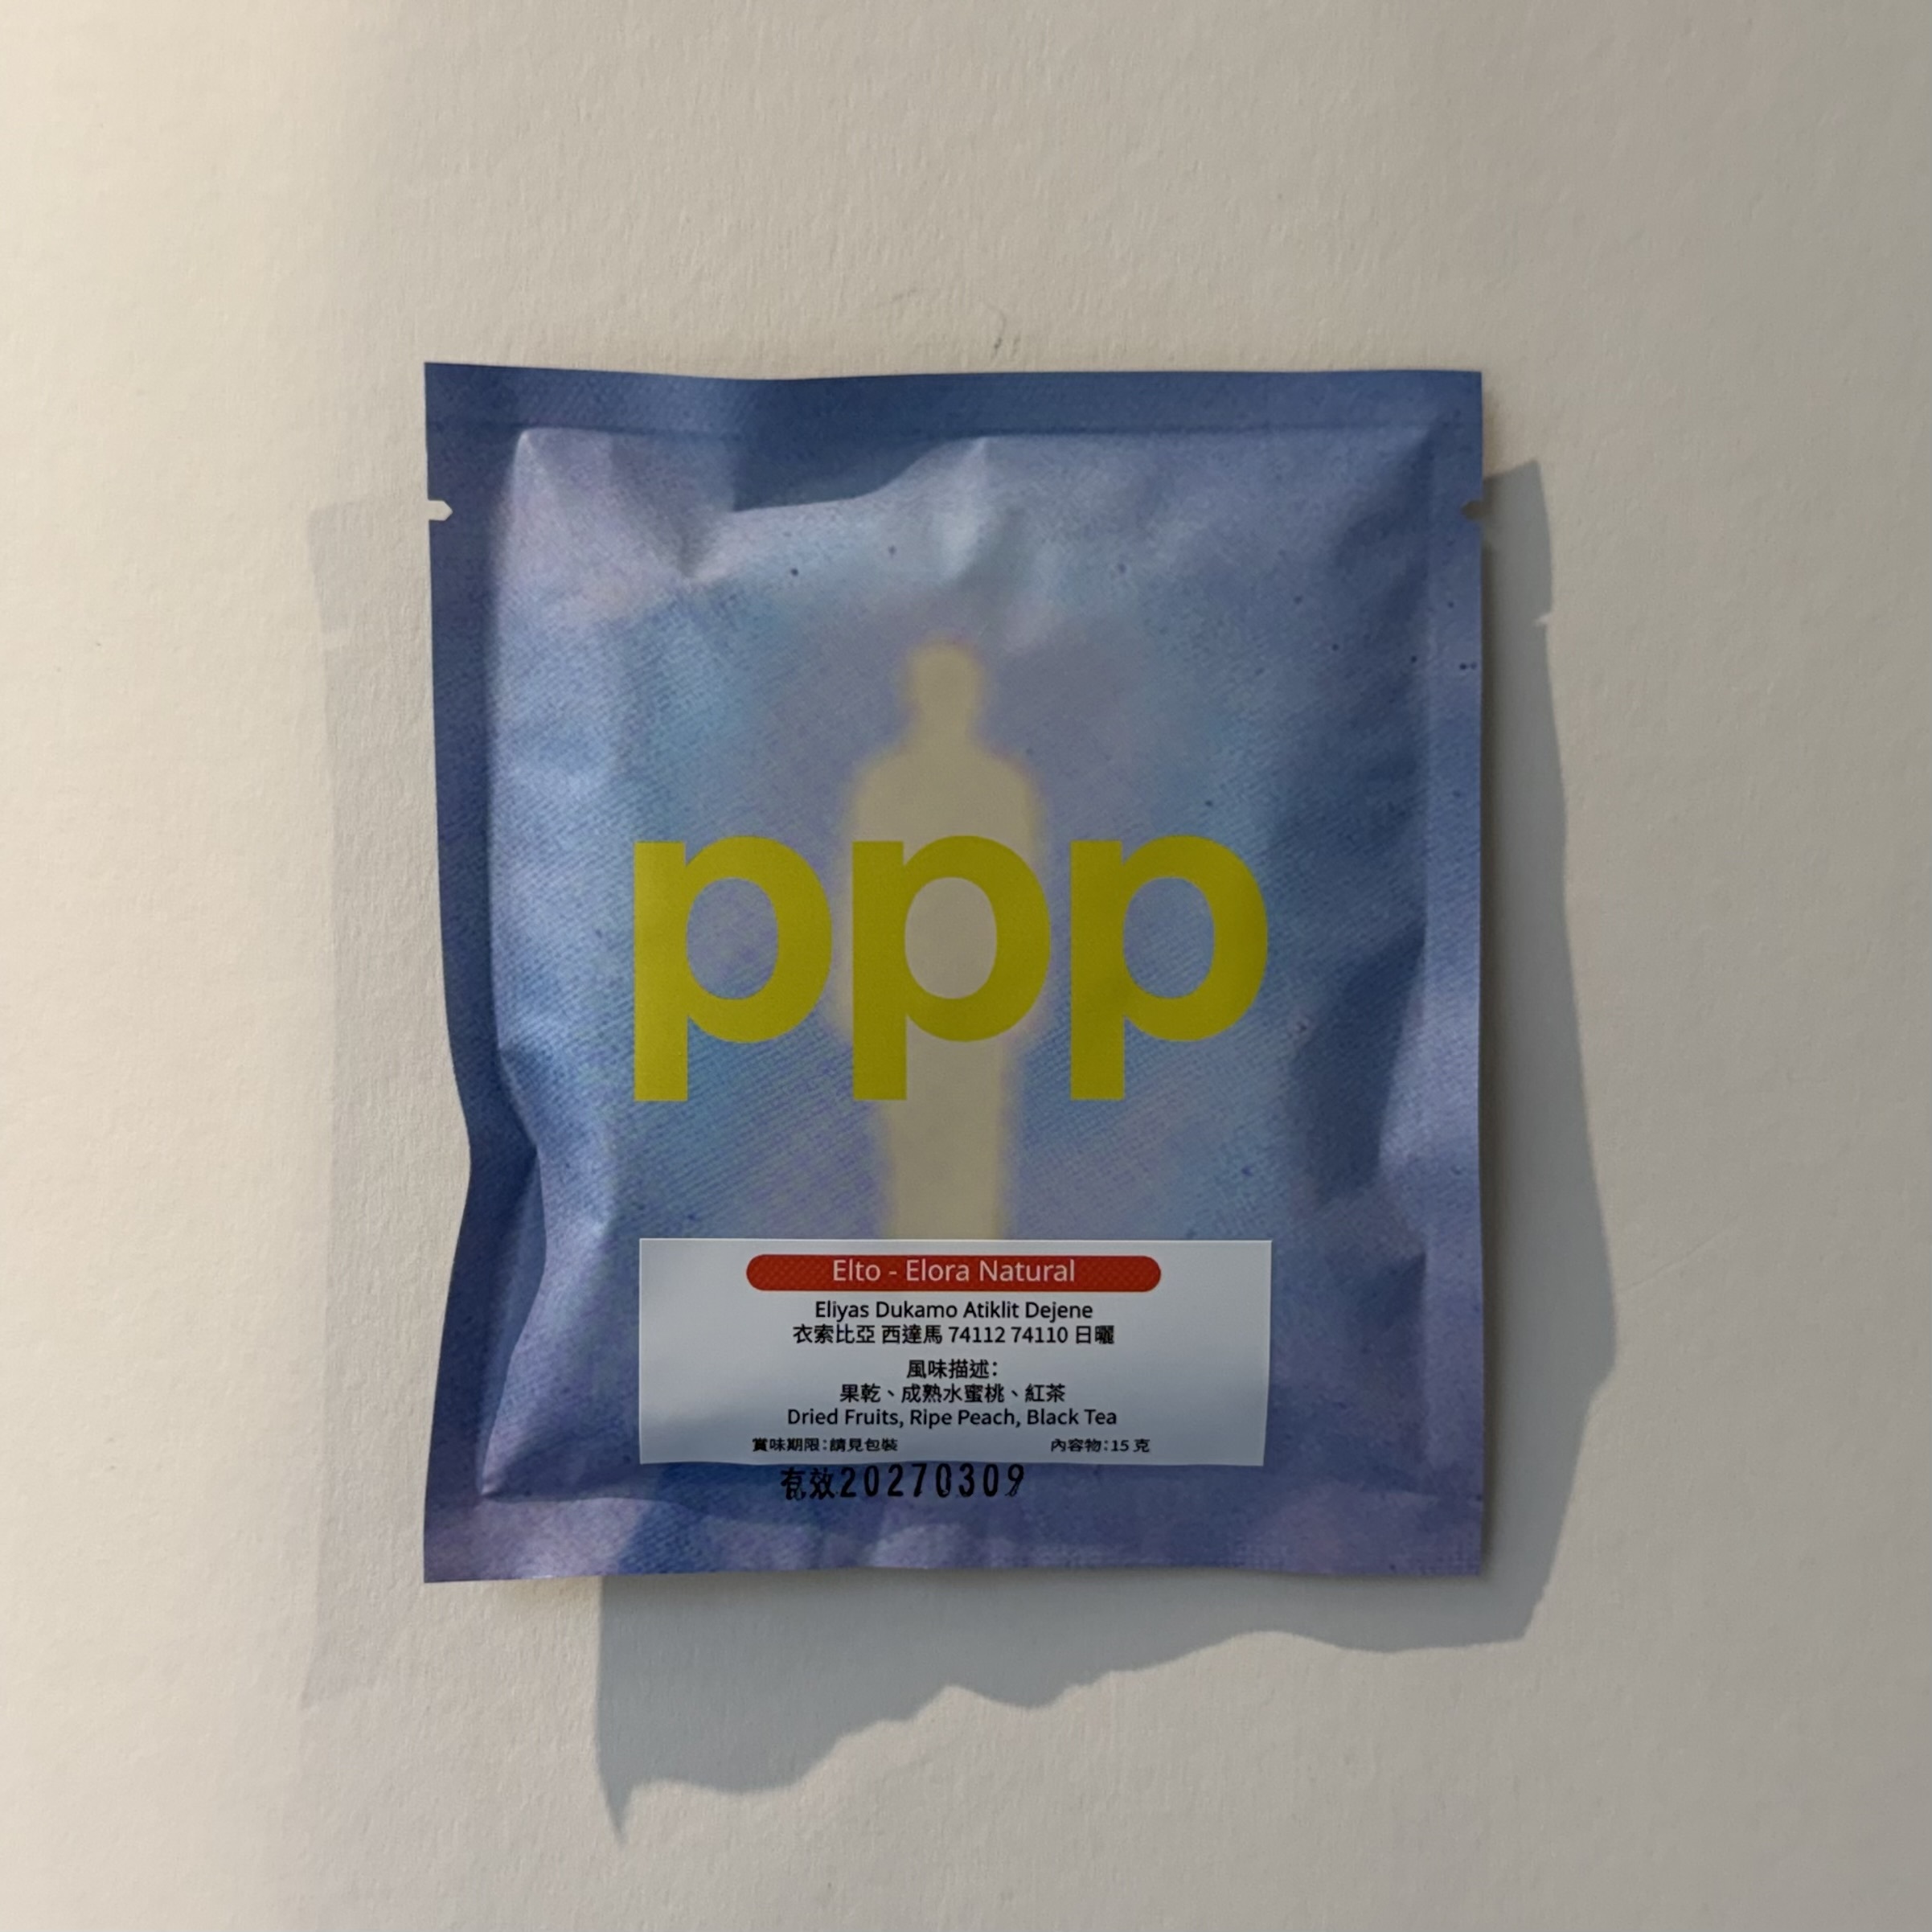 ppp
Elto - Elora Natural
Eliyas Dukamo Atiklit Dejene
衣索比亞 西達馬 74112 74110 日曬
風味描述：
果乾、成熟水蜜桃、紅茶
Dried Fruits, Ripe Peach, Black Tea
賞味期限：請見包裝 內容物：15 克
有效20270309